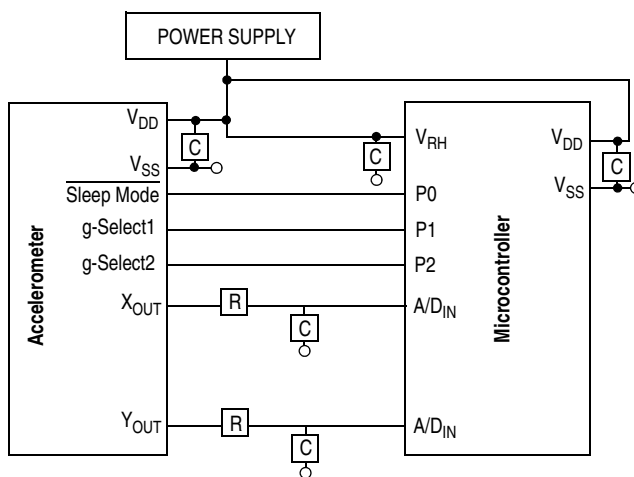 POWER SUPPLY
Accelerometer
V_DD
C
V_SS
Sleep Mode
g-Select1
g-Select2
X_OUT
R
C
Y_OUT
R
C
C
V_RH
P0
P1
P2
A/D_IN
A/D_IN
Microcontroller
V_DD
C
V_SS